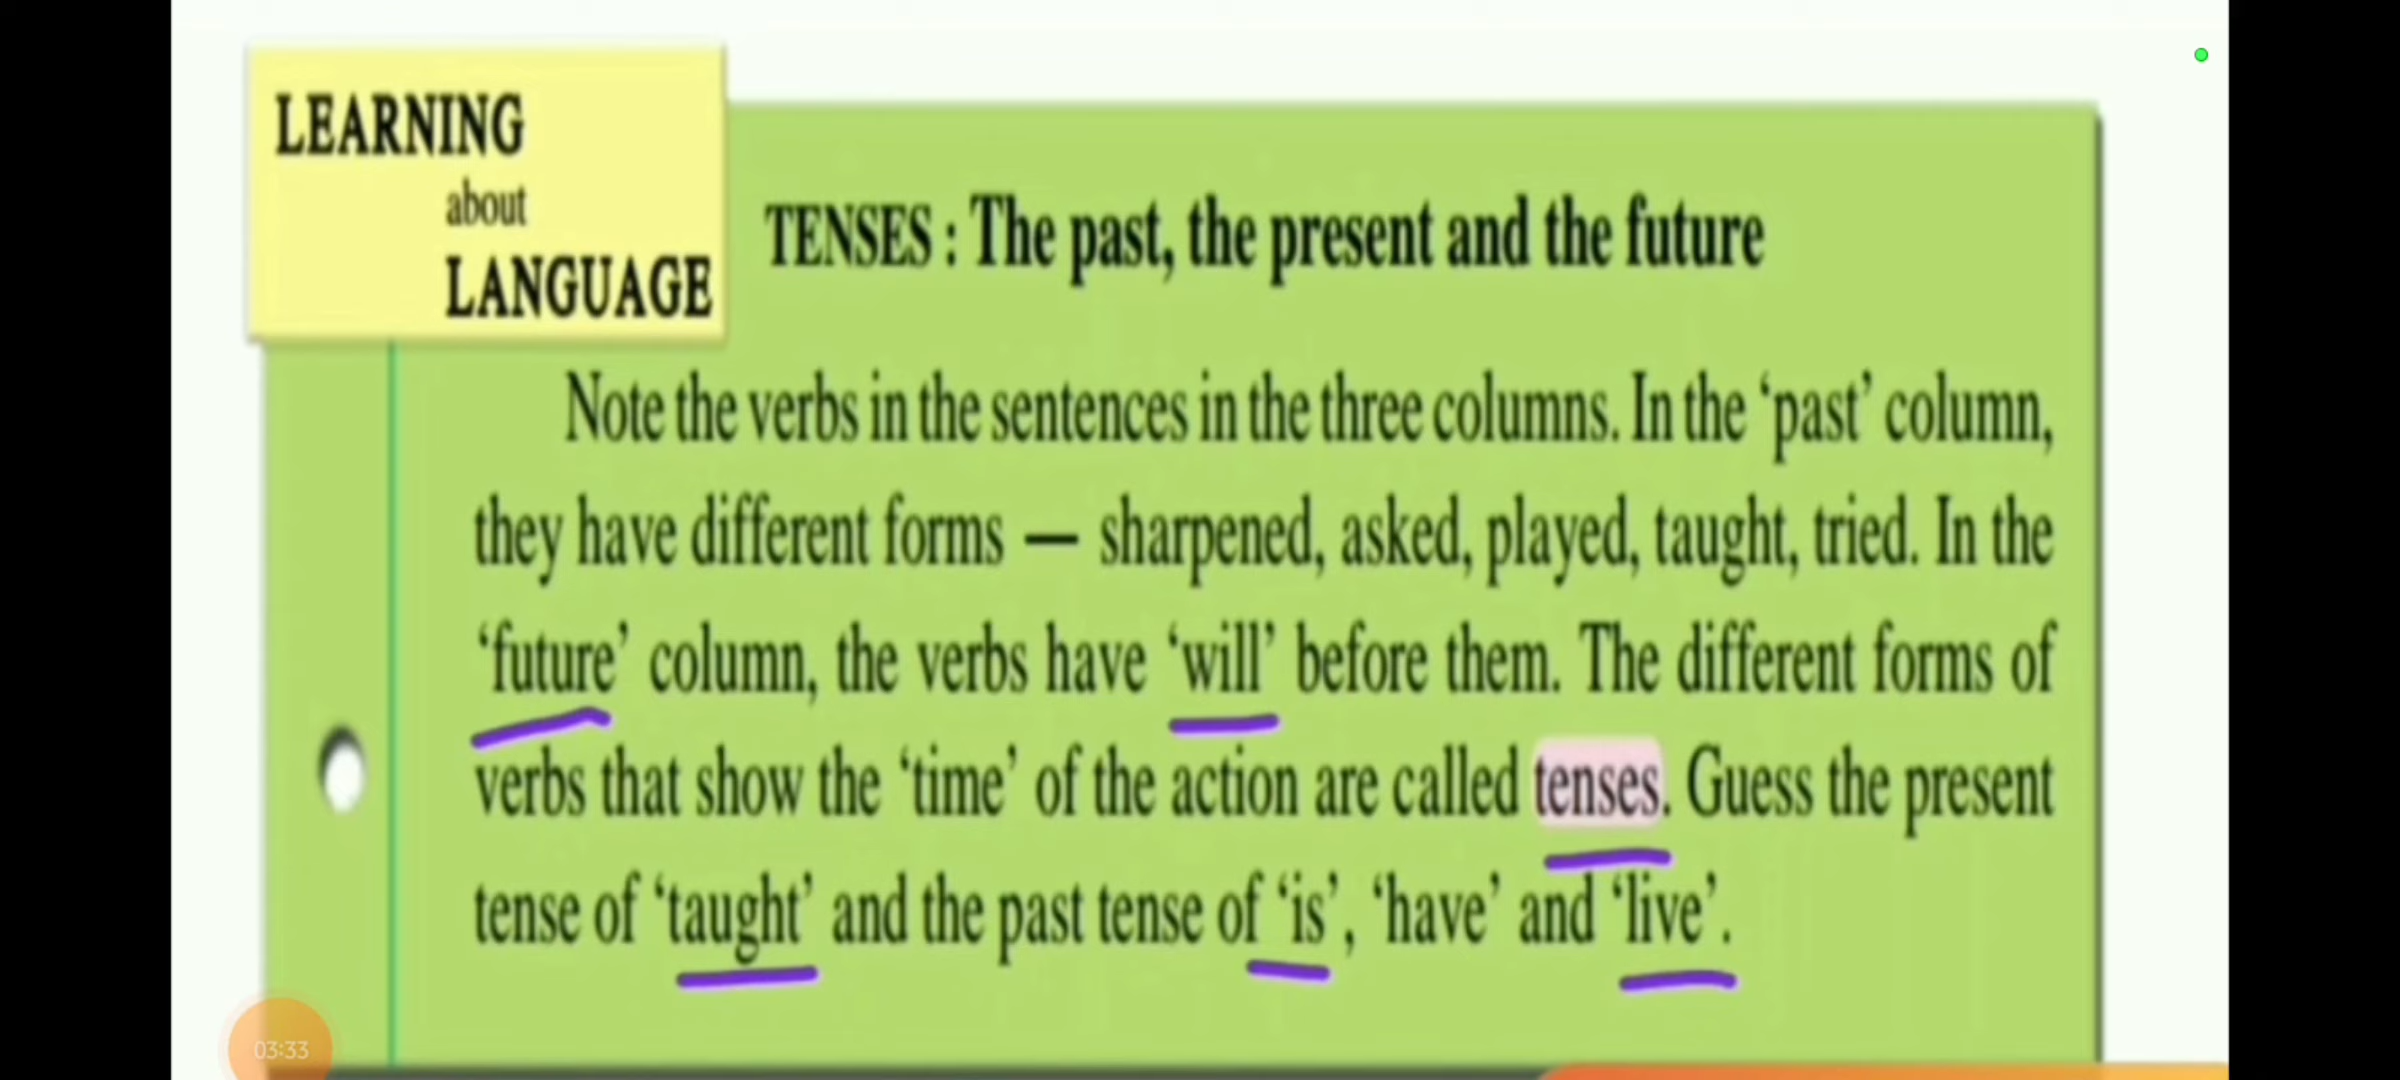 LEARNING
about
LANGUAGE
TENSES : The past, the present and the future
Note the verbs in the sentences in the three columns. In the ‘past’ column,
they have different forms — sharpened, asked, played, taught, tried. In the
‘future’ column, the verbs have ‘will’ before them. The different forms of
verbs that show the ‘time’ of the action are called tenses. Guess the present
tense of ‘taught’ and the past tense of ‘is’, ‘have’ and ‘live’.
03:33